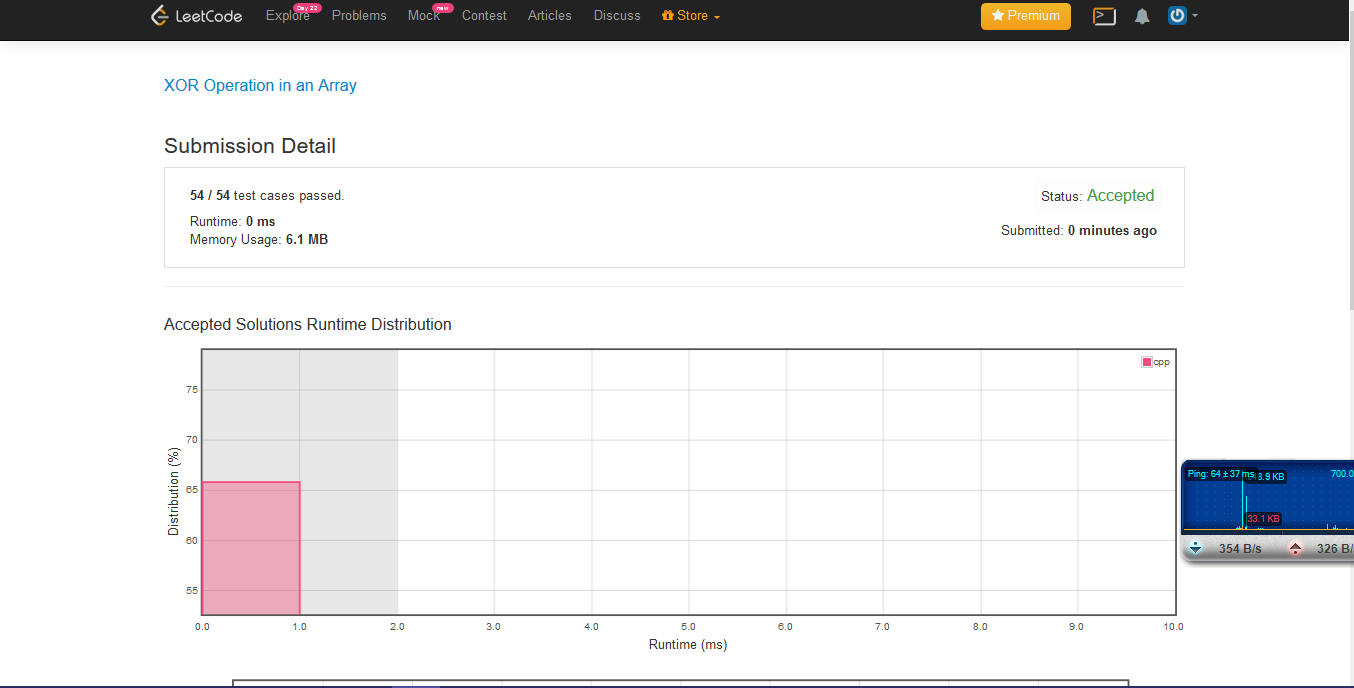 LeetCode Explore Day 22 Problems Mock new Contest Articles Discuss Store Premium
XOR Operation in an Array
Submission Detail
54 / 54 test cases passed.
Status: Accepted
Runtime: 0 ms
Memory Usage: 6.1 MB
Submitted: 0 minutes ago
Accepted Solutions Runtime Distribution
cpp
75
70
65
60
55
Distribution (%)
0.0 1.0 2.0 3.0 4.0 5.0 6.0 7.0 8.0 9.0 10.0
Runtime (ms)
Ping: 64 ± 37 ms 3.9 KB 700.0
33.1 KB
354 B/s 326 B/